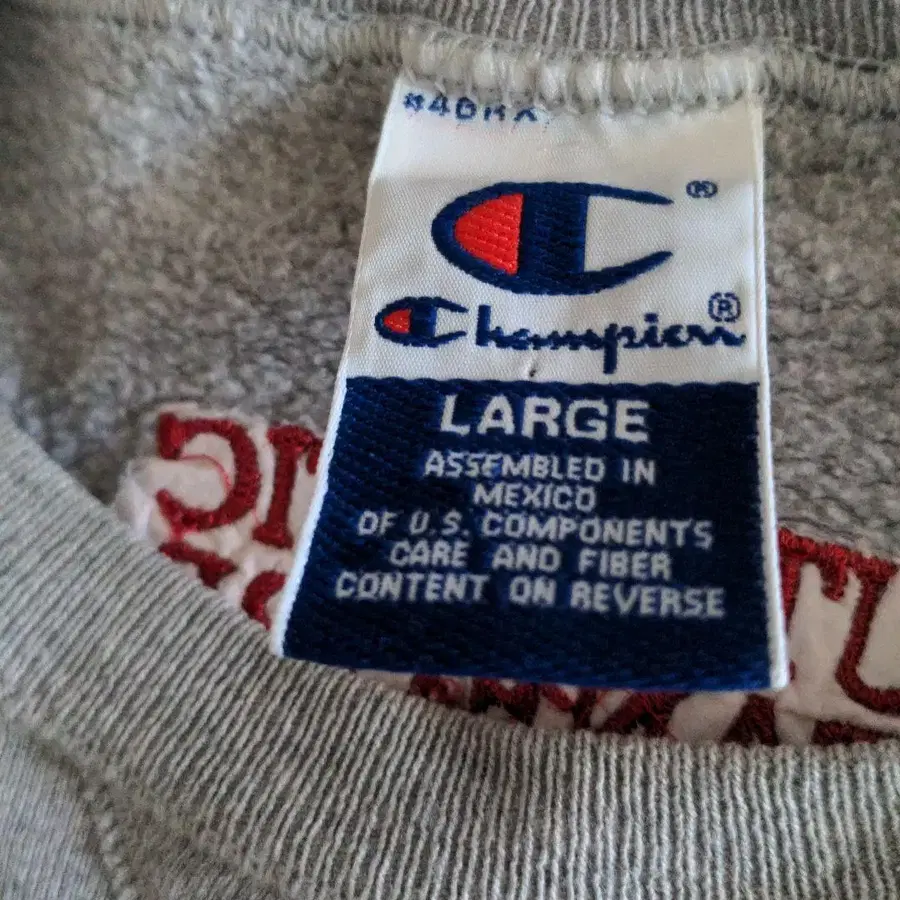 ®
Champion®
LARGE
ASSEMBLED IN
MEXICO
OF U.S. COMPONENTS
CARE AND FIBER
CONTENT ON REVERSE